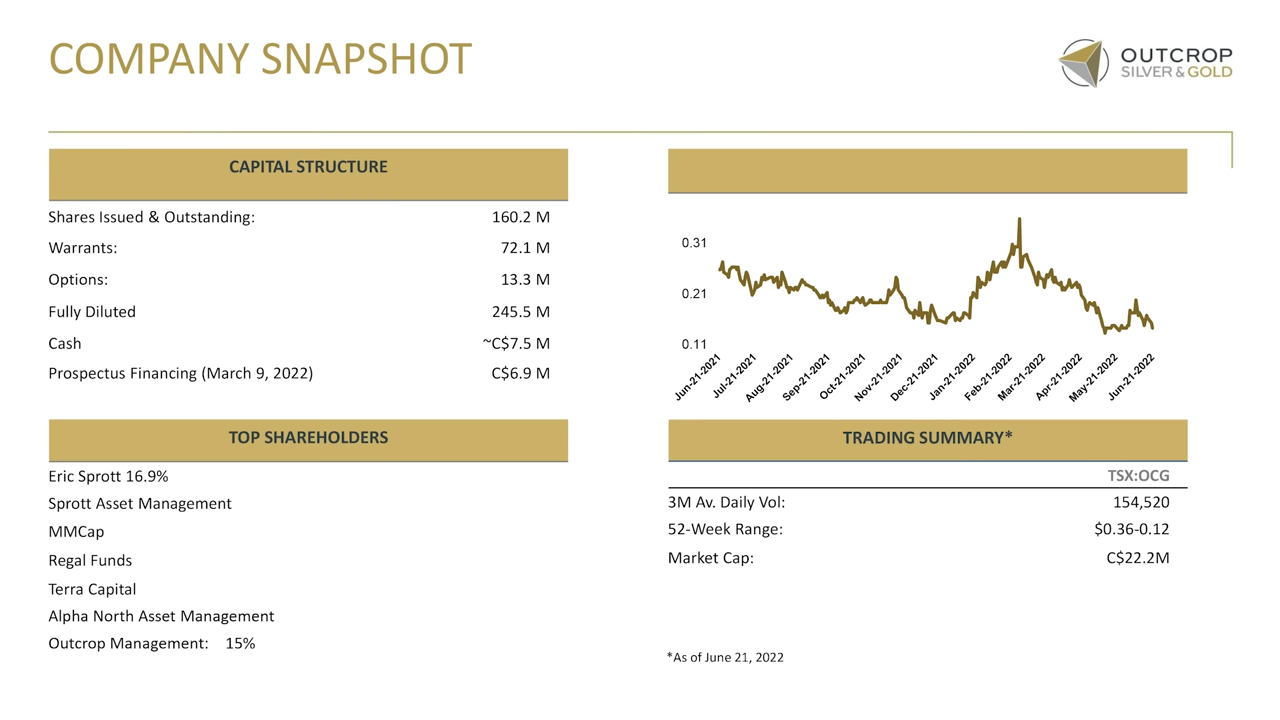 COMPANY SNAPSHOT
OUTCROP
SILVER & GOLD
CAPITAL STRUCTURE
Shares Issued & Outstanding: 160.2 M
Warrants: 72.1 M
Options: 13.3 M
Fully Diluted 245.5 M
Cash ~C$7.5 M
Prospectus Financing (March 9, 2022) C$6.9 M
TOP SHAREHOLDERS
Eric Sprott 16.9%
Sprott Asset Management
MMCap
Regal Funds
Terra Capital
Alpha North Asset Management
Outcrop Management: 15%
0.31
0.21
0.11
Jun-21-2021
Jul-21-2021
Aug-21-2021
Sep-21-2021
Oct-21-2021
Nov-21-2021
Dec-21-2021
Jan-21-2022
Feb-21-2022
Mar-21-2022
Apr-21-2022
May-21-2022
Jun-21-2022
TRADING SUMMARY*
TSX:OCG
3M Av. Daily Vol: 154,520
52-Week Range: $0.36-0.12
Market Cap: C$22.2M
*As of June 21, 2022